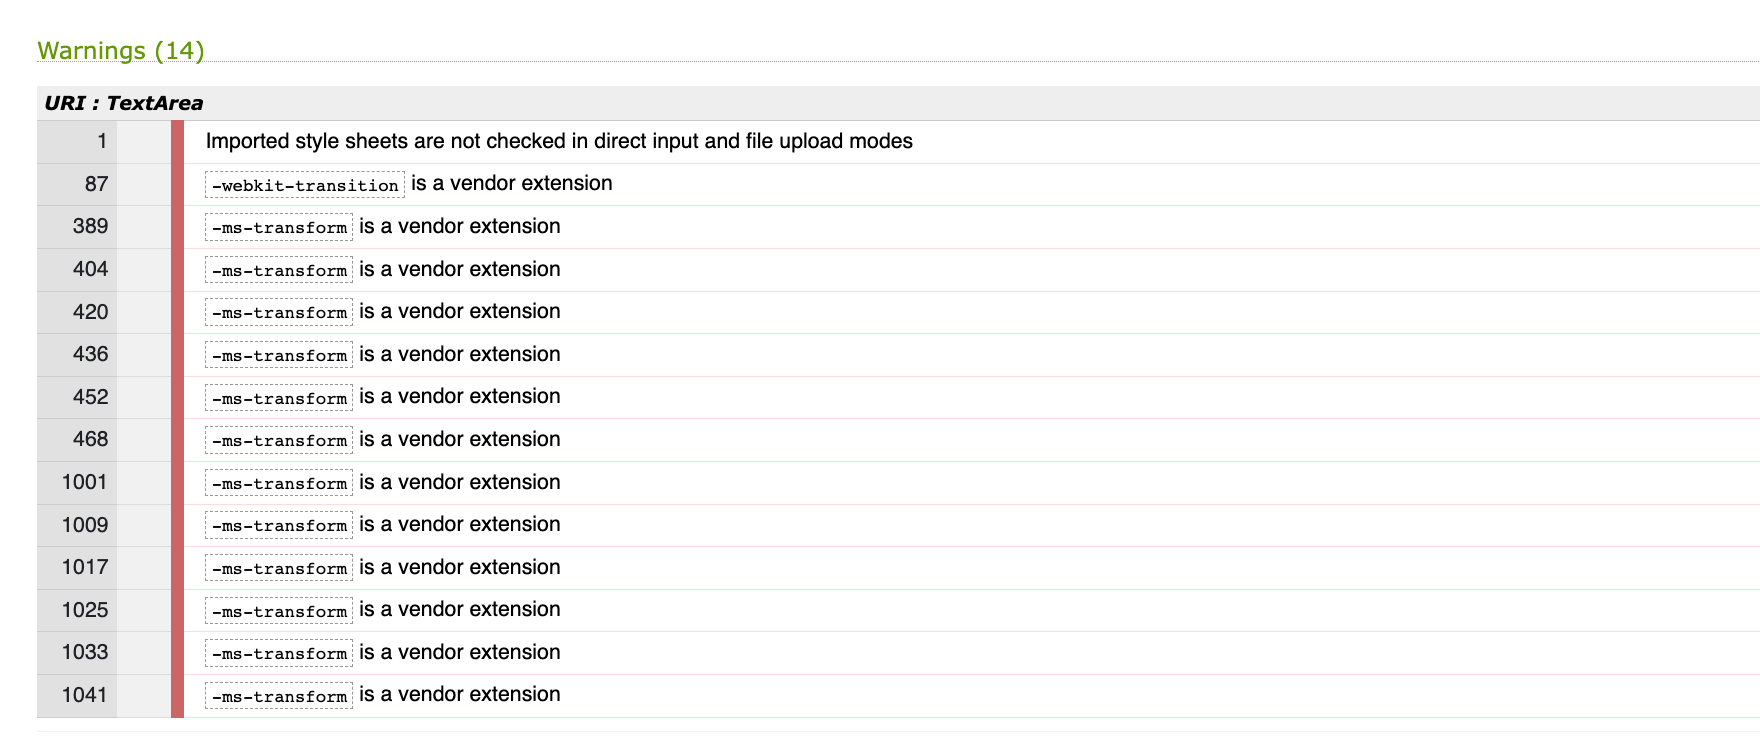 Warnings (14)
URI : TextArea
1 Imported style sheets are not checked in direct input and file upload modes
87 -webkit-transition is a vendor extension
389 -ms-transform is a vendor extension
404 -ms-transform is a vendor extension
420 -ms-transform is a vendor extension
436 -ms-transform is a vendor extension
452 -ms-transform is a vendor extension
468 -ms-transform is a vendor extension
1001 -ms-transform is a vendor extension
1009 -ms-transform is a vendor extension
1017 -ms-transform is a vendor extension
1025 -ms-transform is a vendor extension
1033 -ms-transform is a vendor extension
1041 -ms-transform is a vendor extension